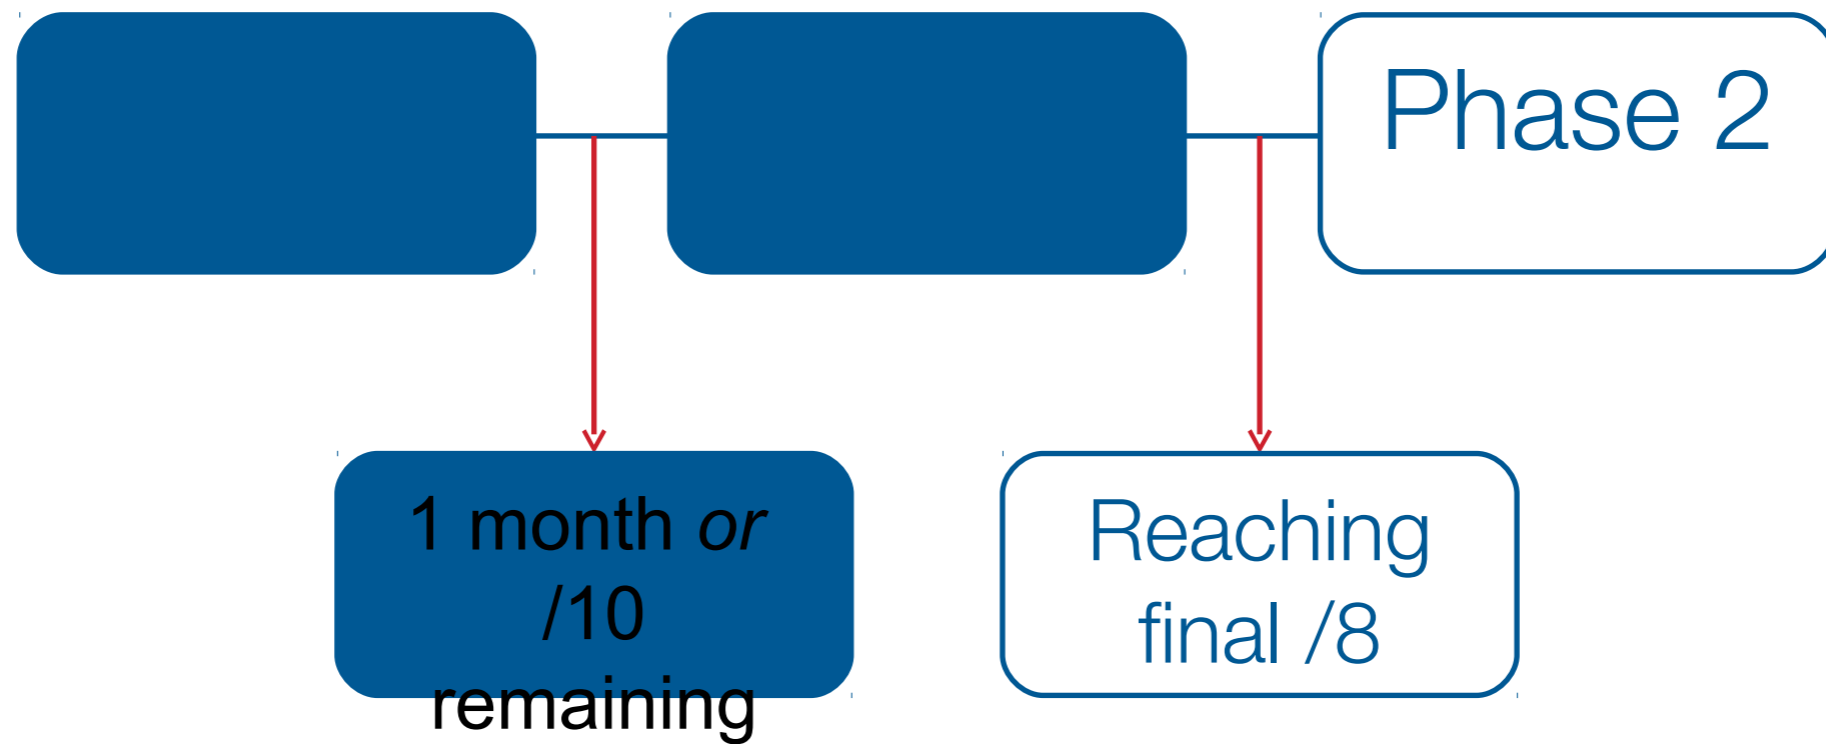 Phase 2
1 month or
/10
remaining
Reaching
final /8